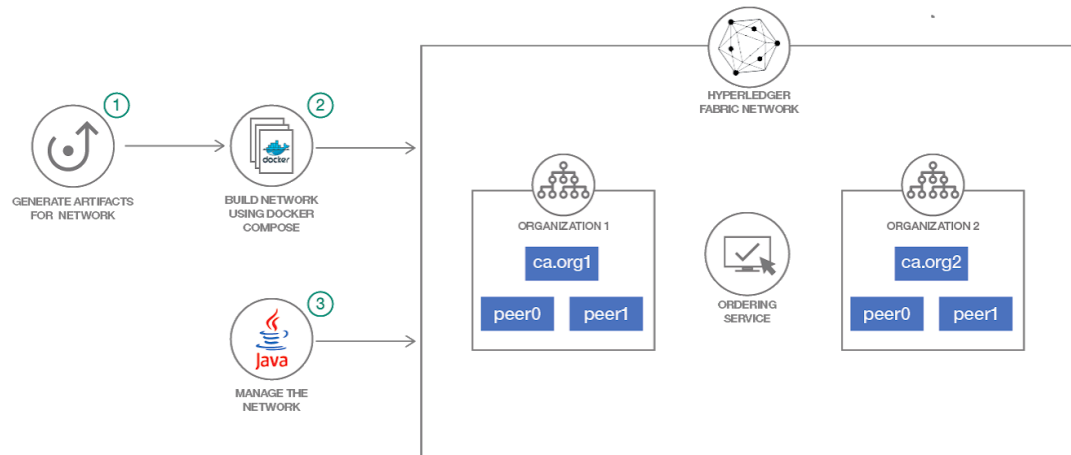 1
GENERATE ARTIFACTS
FOR NETWORK
2
docker
BUILD NETWORK
USING DOCKER
COMPOSE
3
Java
MANAGE THE
NETWORK
HYPERLEDGER
FABRIC NETWORK
ORGANIZATION 1
ca.org1
peer0 peer1
ORDERING
SERVICE
ORGANIZATION 2
ca.org2
peer0 peer1